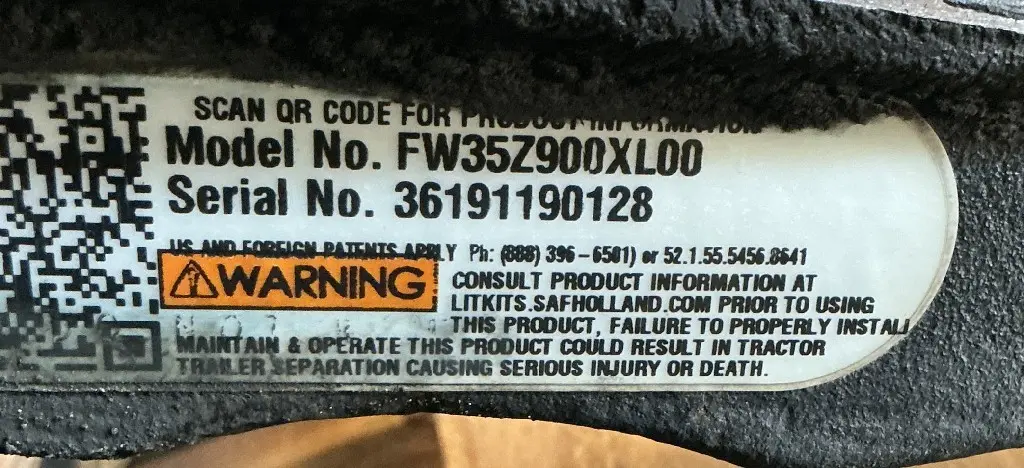 SCAN QR CODE FOR PRODUCT INFORMATION
Model No. FW35Z900XL00
Serial No. 36191190128
US AND FOREIGN PATENTS APPLY Ph: (888) 396-6501) or 52.1.55.5456.8641
WARNING
CONSULT PRODUCT INFORMATION AT
LITKITS.SAFHOLLAND.COM PRIOR TO USING
THIS PRODUCT, FAILURE TO PROPERLY INSTALL
MAINTAIN & OPERATE THIS PRODUCT COULD RESULT IN TRACTOR
TRAILER SEPARATION CAUSING SERIOUS INJURY OR DEATH.